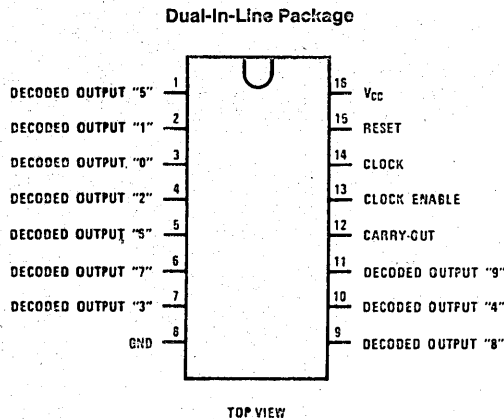 Dual-In-Line Package
DECODED OUTPUT "5" 1
DECODED OUTPUT "1" 2
DECODED OUTPUT "0" 3
DECODED OUTPUT "2" 4
DECODED OUTPUT "5" 5
DECODED OUTPUT "7" 6
DECODED OUTPUT "3" 7
GND 8
16 VCC
15 RESET
14 CLOCK
13 CLOCK ENABLE
12 CARRY-OUT
11 DECODED OUTPUT "9"
10 DECODED OUTPUT "4"
9 DECODED OUTPUT "8"
TOP VIEW